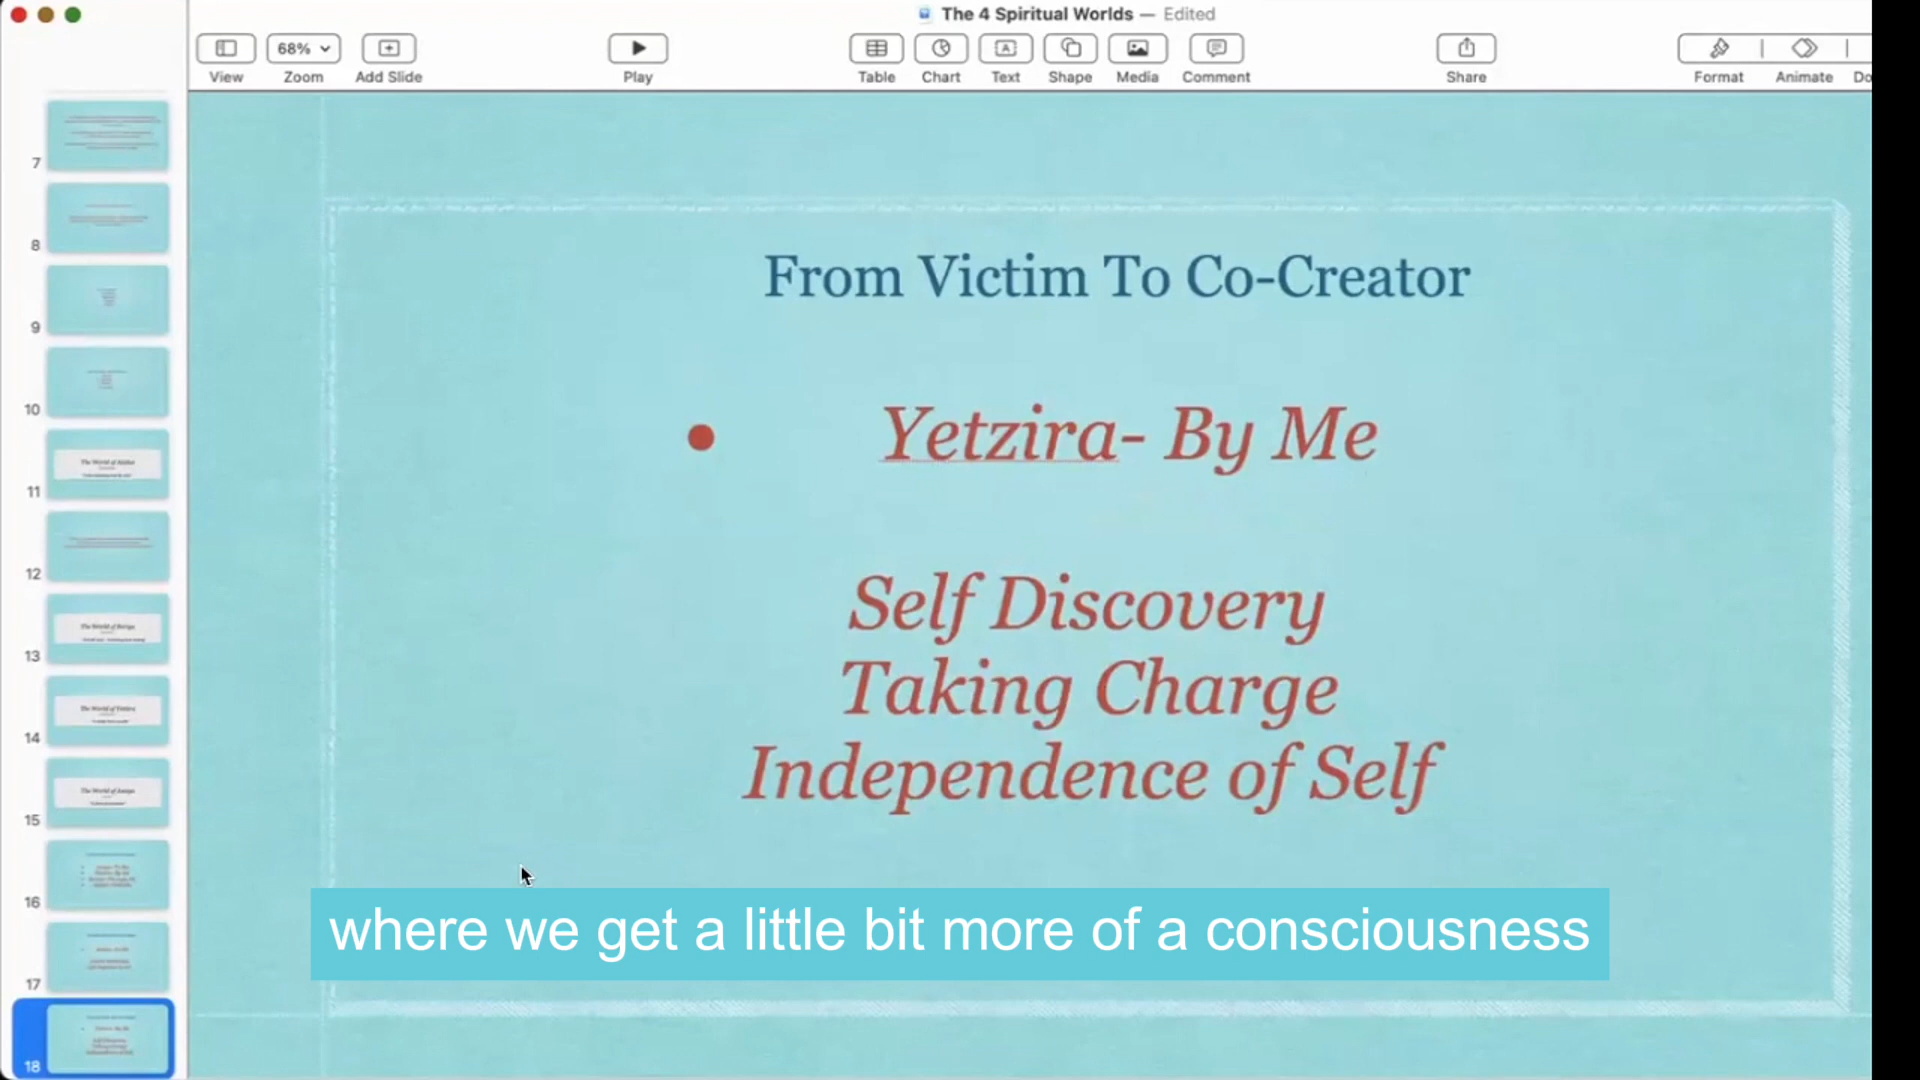 The 4 Spiritual Worlds — Edited
68%
View
Zoom
Add Slide
Play
Table
Chart
Text
Shape
Media
Comment
Share
Format
Animate
Do
7
8
9
10
11
12
13
14
15
16
17
18
From Victim To Co-Creator
Yetzira- By Me
Self Discovery
Taking Charge
Independence of Self
where we get a little bit more of a consciousness